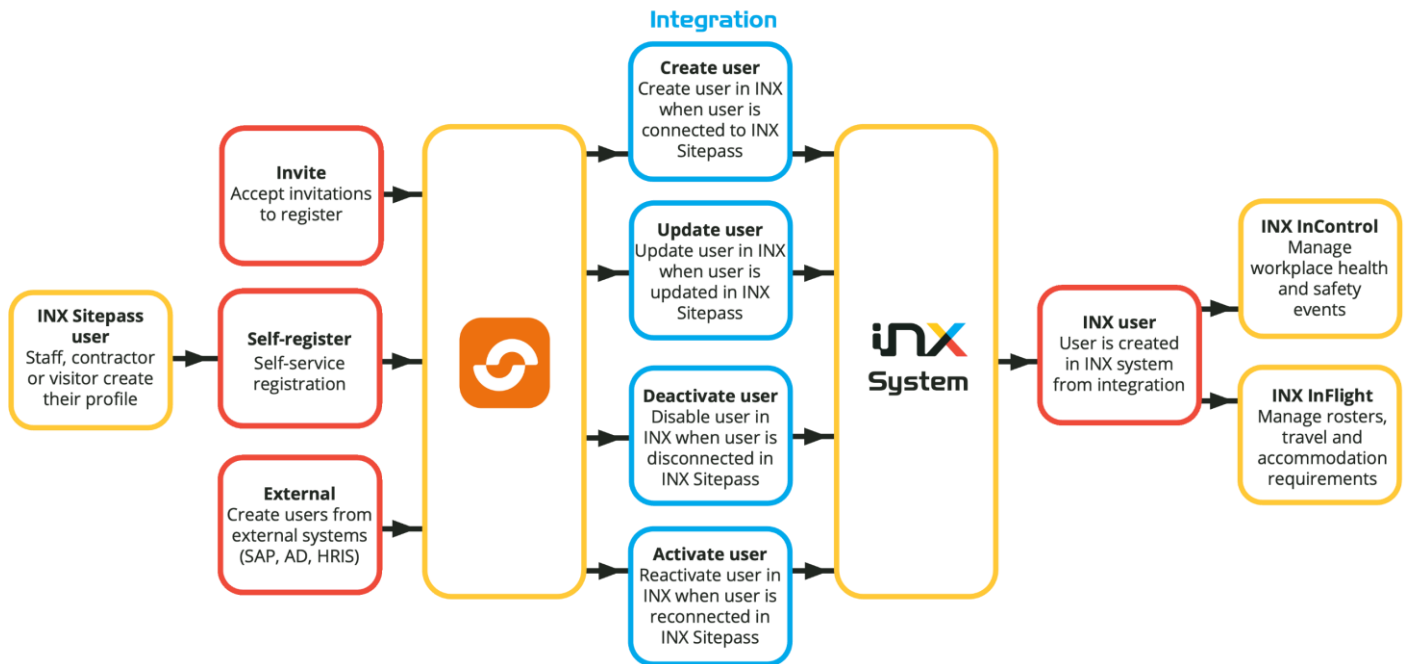 Integration
INX Sitepass
user
Staff, contractor
or visitor create
their profile
Invite
Accept invitations
to register
Self-register
Self-service
registration
External
Create users from
external systems
(SAP, AD, HRIS)
Create user
Create user in INX
when user is
connected to INX
Sitepass
Update user
Update user in INX
when user is
updated in INX
Sitepass
Deactivate user
Disable user in
INX when user is
disconnected in
INX Sitepass
Activate user
Reactivate user in
INX when user is
reconnected in
INX Sitepass
inx
System
INX user
User is created
in INX system
from integration
INX InControl
Manage
workplace health
and safety
events
INX InFlight
Manage rosters,
travel and
accommodation
requirements